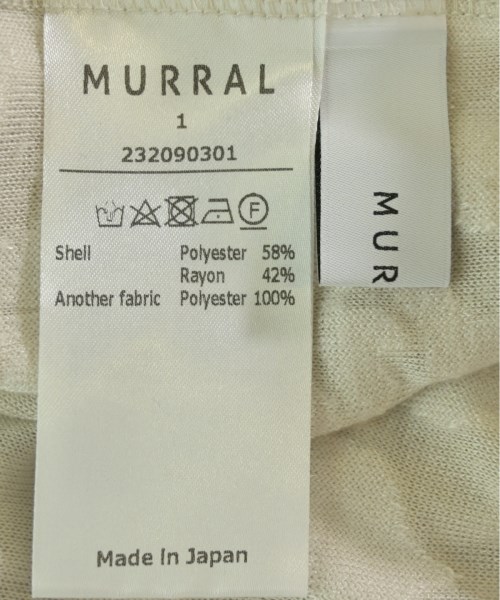 MURRAL
1
232090301
F
Shell Polyester 58%
Rayon 42%
Another fabric Polyester 100%
Made in Japan
MUR